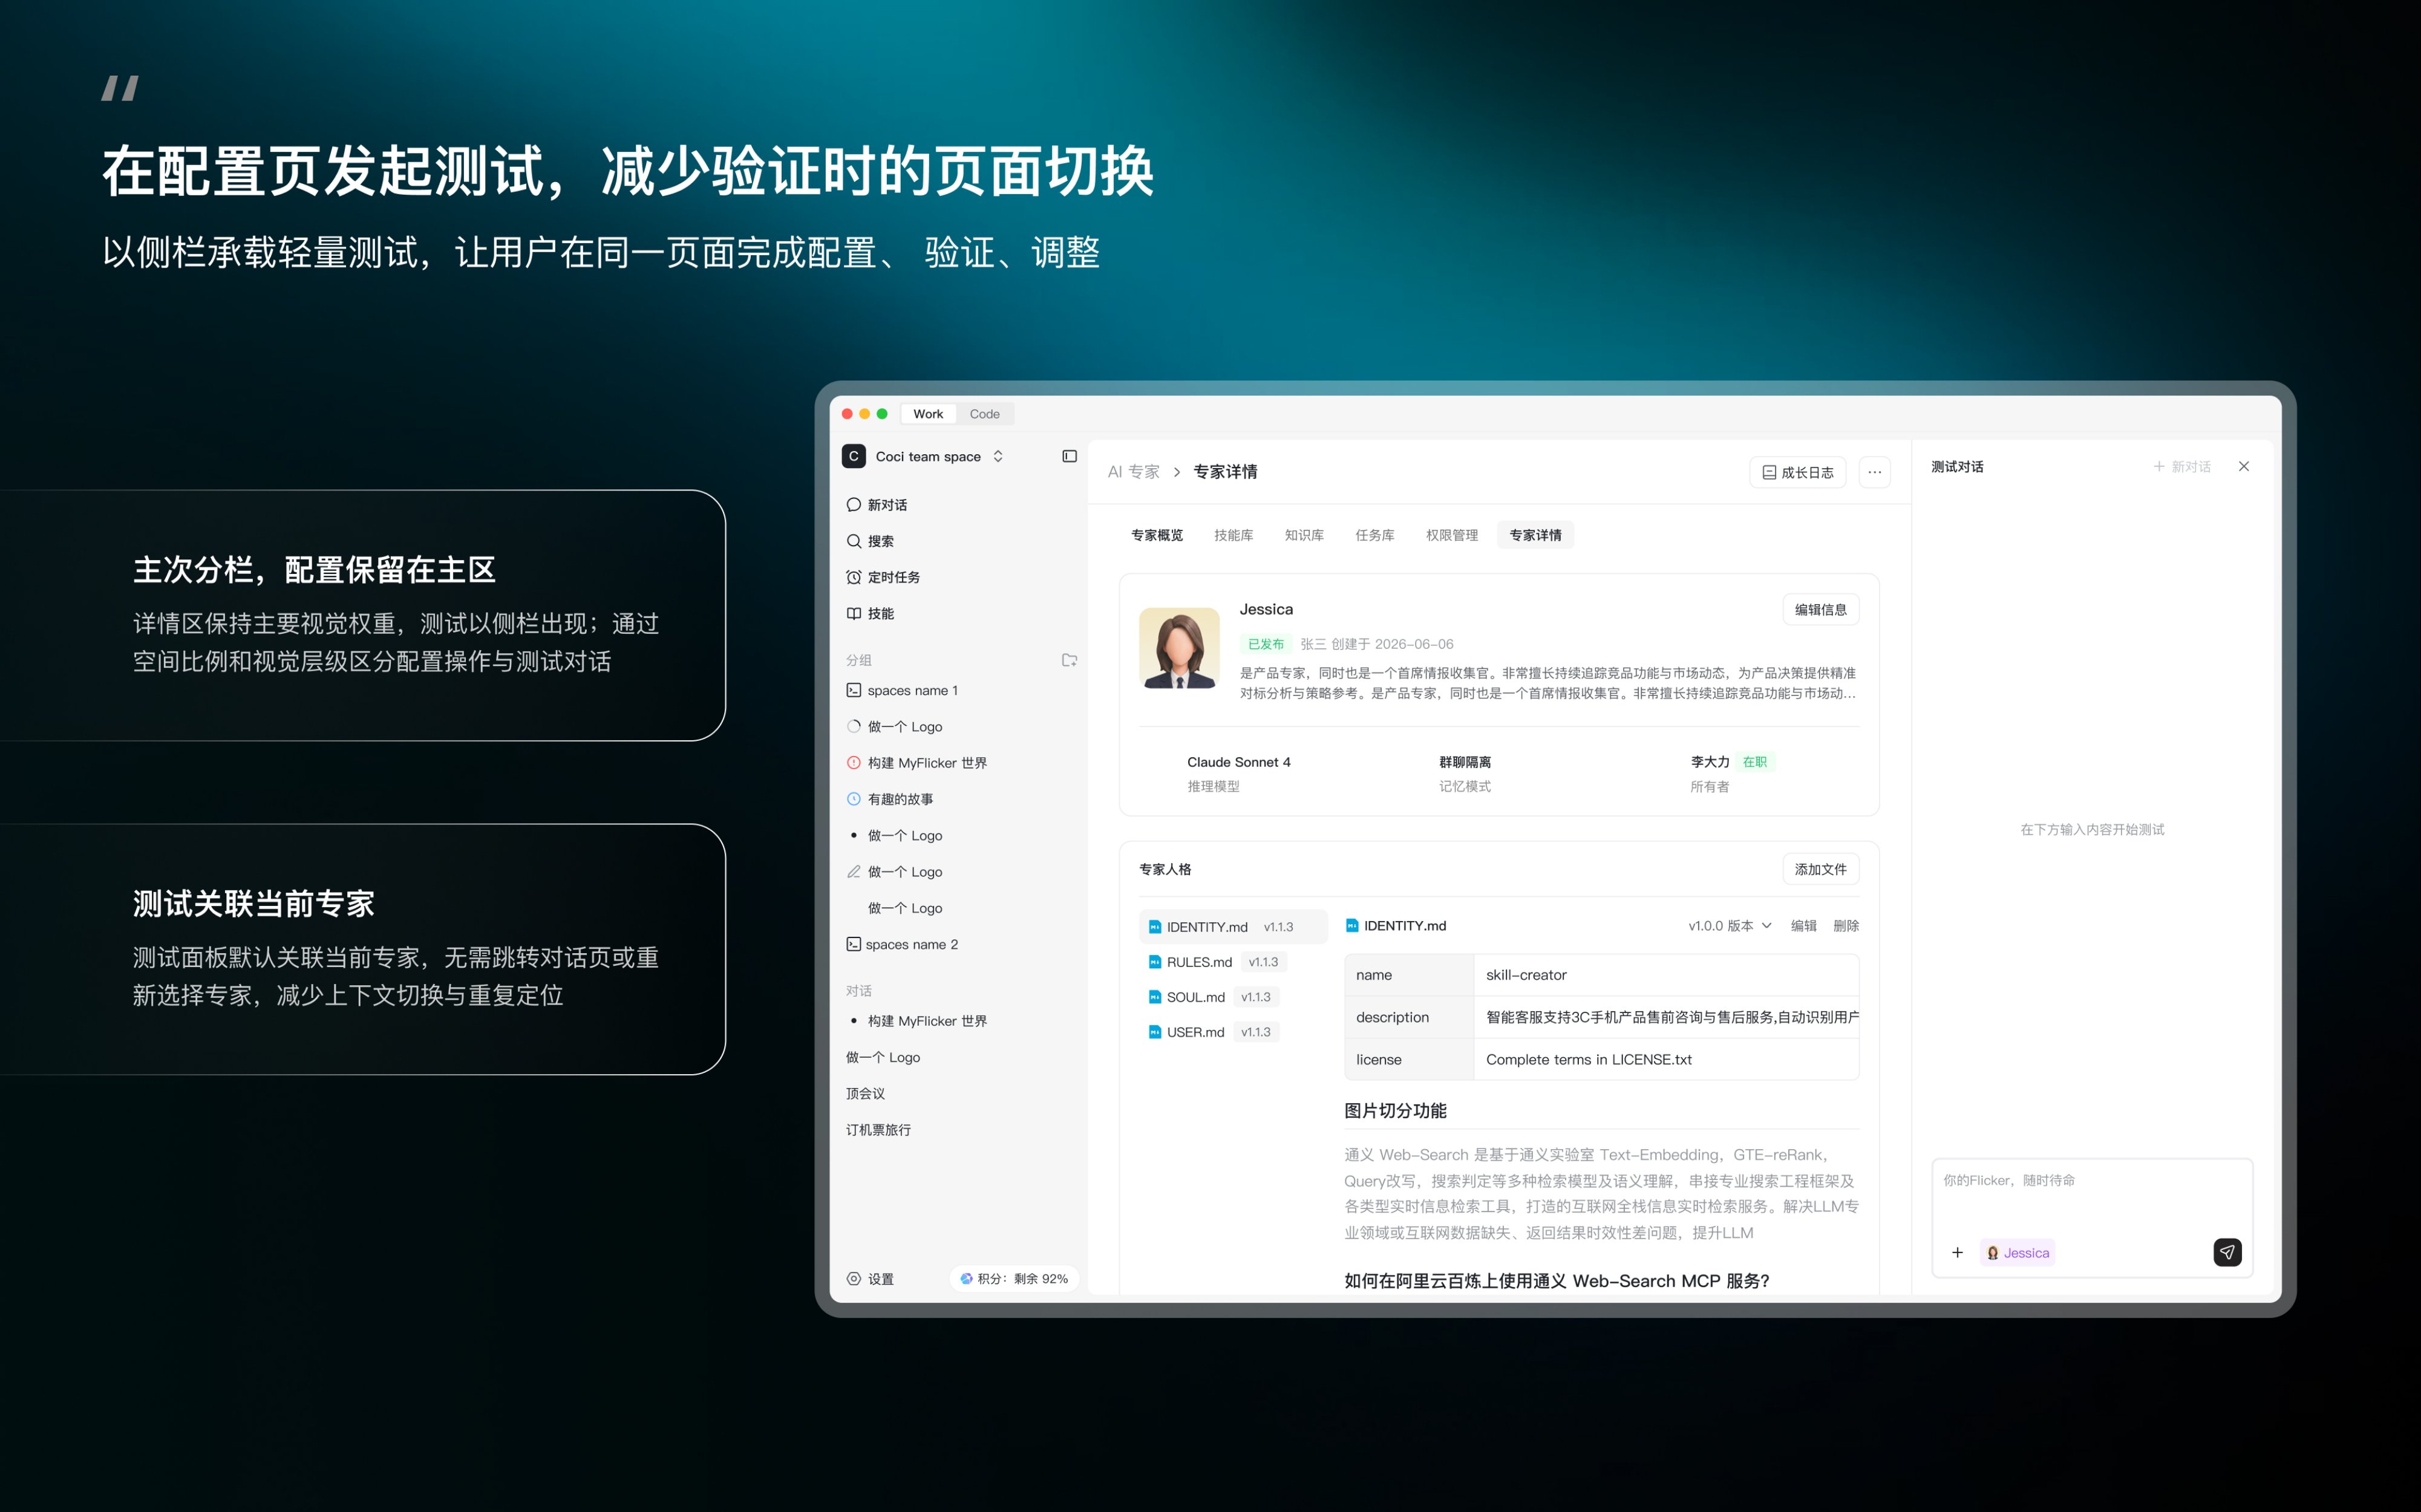 在配置页发起测试，减少验证时的页面切换
以侧栏承载轻量测试，让用户在同一页面完成配置、 验证、调整
主次分栏，配置保留在主区
详情区保持主要视觉权重，测试以侧栏出现；通过
空间比例和视觉层级区分配置操作与测试对话
测试关联当前专家
测试面板默认关联当前专家，无需跳转对话页或重
新选择专家，减少上下文切换与重复定位
Work Code
C Coci team space
新对话
搜索
定时任务
技能
分组
spaces name 1
做一个 Logo
构建 MyFlicker 世界
有趣的故事
做一个 Logo
做一个 Logo
做一个 Logo
spaces name 2
对话
构建 MyFlicker 世界
做一个 Logo
顶会议
订机票旅行
设置 积分：剩余 92%
AI 专家 > 专家详情 成长日志 ...
专家概览 技能库 知识库 任务库 权限管理 专家详情
Jessica 编辑信息
已发布 张三 创建于 2026-06-06
是产品专家，同时也是一个首席情报收集官。非常擅长持续追踪竞品功能与市场动态，为产品决策提供精准
对标分析与策略参考。是产品专家，同时也是一个首席情报收集官。非常擅长持续追踪竞品功能与市场动...
Claude Sonnet 4 群聊隔离 李大力 在职
推理模型 记忆模式 所有者
专家人格 添加文件
IDENTITY.md v1.1.3
RULES.md v1.1.3
SOUL.md v1.1.3
USER.md v1.1.3
IDENTITY.md v1.0.0 版本 编辑 删除
name skill-creator
description 智能客服支持3C手机产品售前咨询与售后服务,自动识别用户
license Complete terms in LICENSE.txt
图片切分功能
通义 Web-Search 是基于通义实验室 Text-Embedding，GTE-reRank，
Query改写，搜索判定等多种检索模型及语义理解，串接专业搜索工程框架及
各类型实时信息检索工具，打造的互联网全栈信息实时检索服务。解决LLM专
业领域或互联网数据缺失、返回结果时效性差问题，提升LLM
如何在阿里云百炼上使用通义 Web-Search MCP 服务?
测试对话 + 新对话
在下方输入内容开始测试
你的Flicker，随时待命
+ Jessica